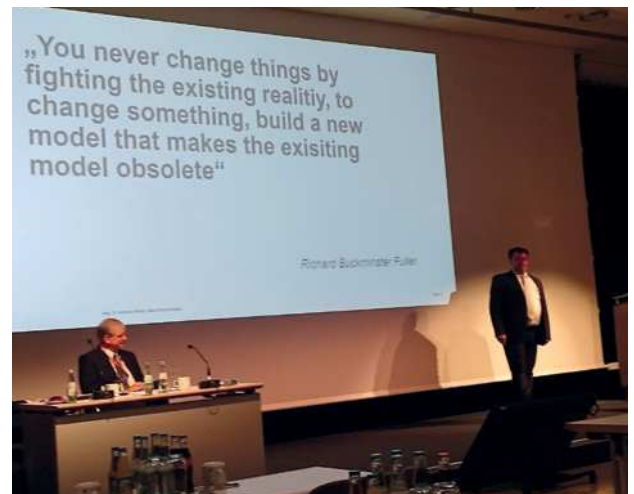 „You never change things by
fighting the existing realitiy, to
change something, build a new
model that makes the exisiting
model obsolete“
Richard Buckminster Fuller